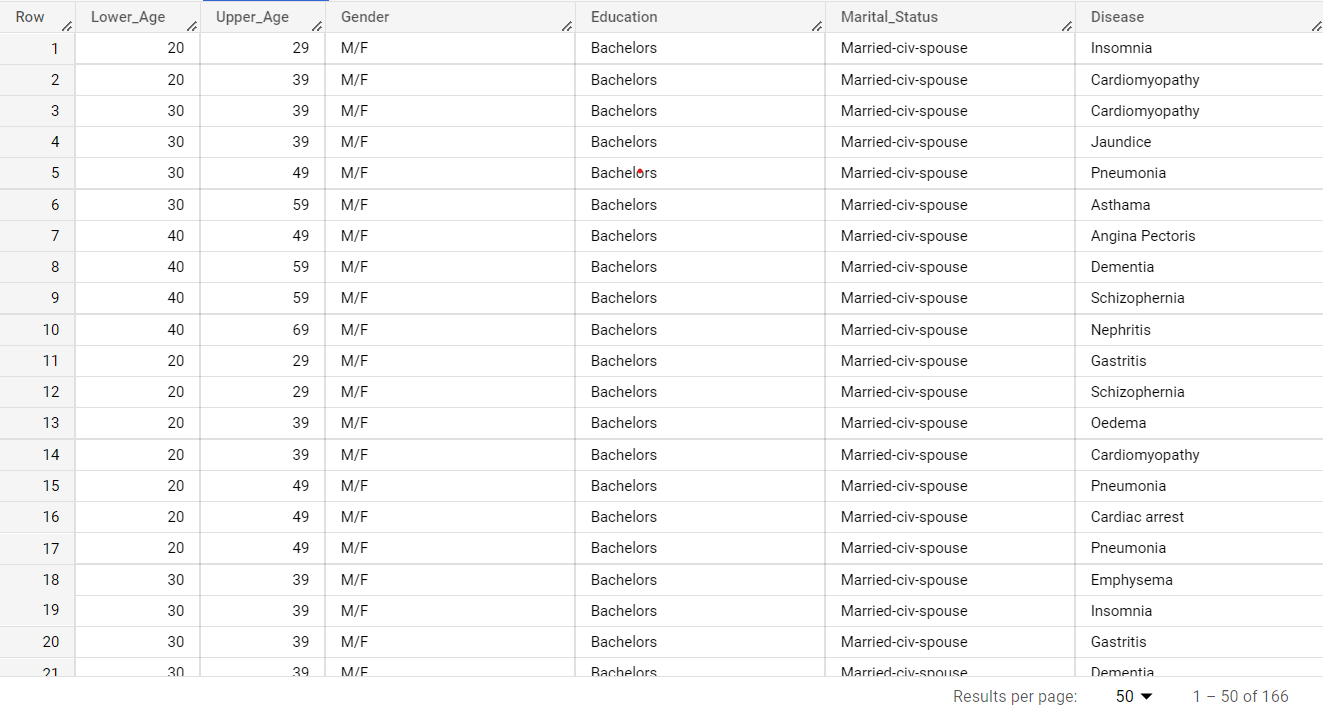 Row Lower_Age Upper_Age Gender Education Marital_Status Disease
1 20 29 M/F Bachelors Married-civ-spouse Insomnia
2 20 39 M/F Bachelors Married-civ-spouse Cardiomyopathy
3 30 39 M/F Bachelors Married-civ-spouse Cardiomyopathy
4 30 39 M/F Bachelors Married-civ-spouse Jaundice
5 30 49 M/F Bachelors Married-civ-spouse Pneumonia
6 30 59 M/F Bachelors Married-civ-spouse Asthama
7 40 49 M/F Bachelors Married-civ-spouse Angina Pectoris
8 40 59 M/F Bachelors Married-civ-spouse Dementia
9 40 59 M/F Bachelors Married-civ-spouse Schizophernia
10 40 69 M/F Bachelors Married-civ-spouse Nephritis
11 20 29 M/F Bachelors Married-civ-spouse Gastritis
12 20 29 M/F Bachelors Married-civ-spouse Schizophernia
13 20 39 M/F Bachelors Married-civ-spouse Oedema
14 20 39 M/F Bachelors Married-civ-spouse Cardiomyopathy
15 20 49 M/F Bachelors Married-civ-spouse Pneumonia
16 20 49 M/F Bachelors Married-civ-spouse Cardiac arrest
17 20 49 M/F Bachelors Married-civ-spouse Pneumonia
18 30 39 M/F Bachelors Married-civ-spouse Emphysema
19 30 39 M/F Bachelors Married-civ-spouse Insomnia
20 30 39 M/F Bachelors Married-civ-spouse Gastritis
21 30 39 M/F Bachelors Married-civ-spouse Dementia
Results per page: 50 1 – 50 of 166